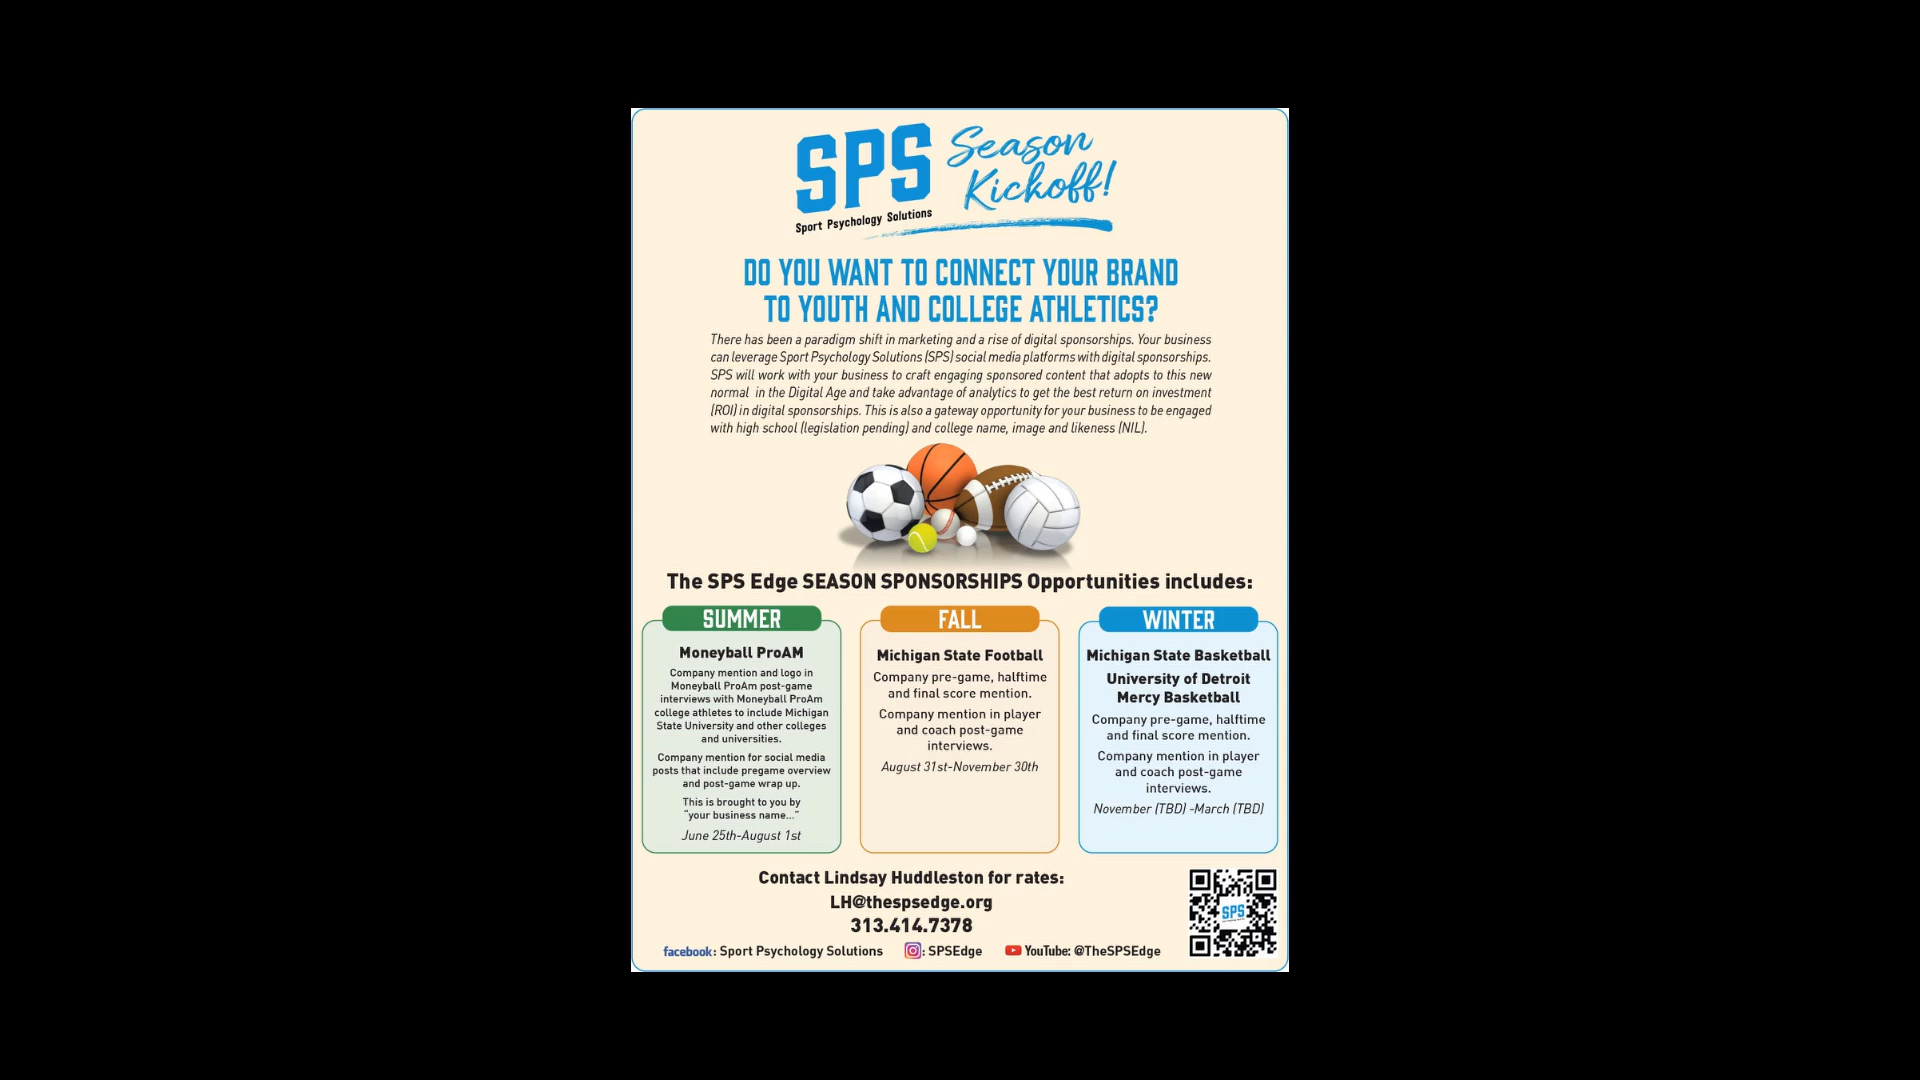 SPS Season
Kickoff!
Sport Psychology Solutions
DO YOU WANT TO CONNECT YOUR BRAND
TO YOUTH AND COLLEGE ATHLETICS?
There has been a paradigm shift in marketing and a rise of digital sponsorships. Your business
can leverage Sport Psychology Solutions (SPS) social media platforms with digital sponsorships.
SPS will work with your business to craft engaging sponsored content that adopts to this new
normal in the Digital Age and take advantage of analytics to get the best return on investment
(ROI) in digital sponsorships. This is also a gateway opportunity for your business to be engaged
with high school (legislation pending) and college name, image and likeness (NIL).
The SPS Edge SEASON SPONSORSHIPS Opportunities includes:
SUMMER
Moneyball ProAM
Company mention and logo in
Moneyball ProAm post-game
interviews with Moneyball ProAm
college athletes to include Michigan
State University and other colleges
and universities.
Company mention for social media
posts that include pregame overview
and post-game wrap up.
This is brought to you by
"your business name..."
June 25th-August 1st
FALL
Michigan State Football
Company pre-game, halftime
and final score mention.
Company mention in player
and coach post-game
interviews.
August 31st-November 30th
WINTER
Michigan State Basketball
University of Detroit
Mercy Basketball
Company pre-game, halftime
and final score mention.
Company mention in player
and coach post-game
interviews.
November (TBD) -March (TBD)
Contact Lindsay Huddleston for rates:
LH@thespsedge.org
313.414.7378
facebook: Sport Psychology Solutions : SPSEdge YouTube: @TheSPSEdge
SPS